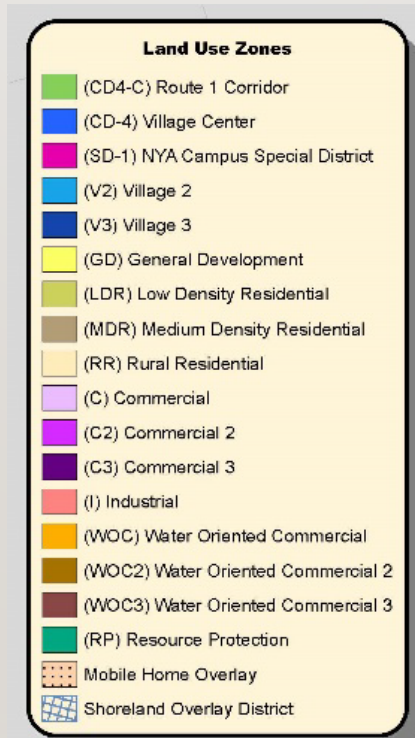 Land Use Zones
(CD4-C) Route 1 Corridor
(CD-4) Village Center
(SD-1) NYA Campus Special District
(V2) Village 2
(V3) Village 3
(GD) General Development
(LDR) Low Density Residential
(MDR) Medium Density Residential
(RR) Rural Residential
(C) Commercial
(C2) Commercial 2
(C3) Commercial 3
(I) Industrial
(WOC) Water Oriented Commercial
(WOC2) Water Oriented Commercial 2
(WOC3) Water Oriented Commercial 3
(RP) Resource Protection
Mobile Home Overlay
Shoreland Overlay District